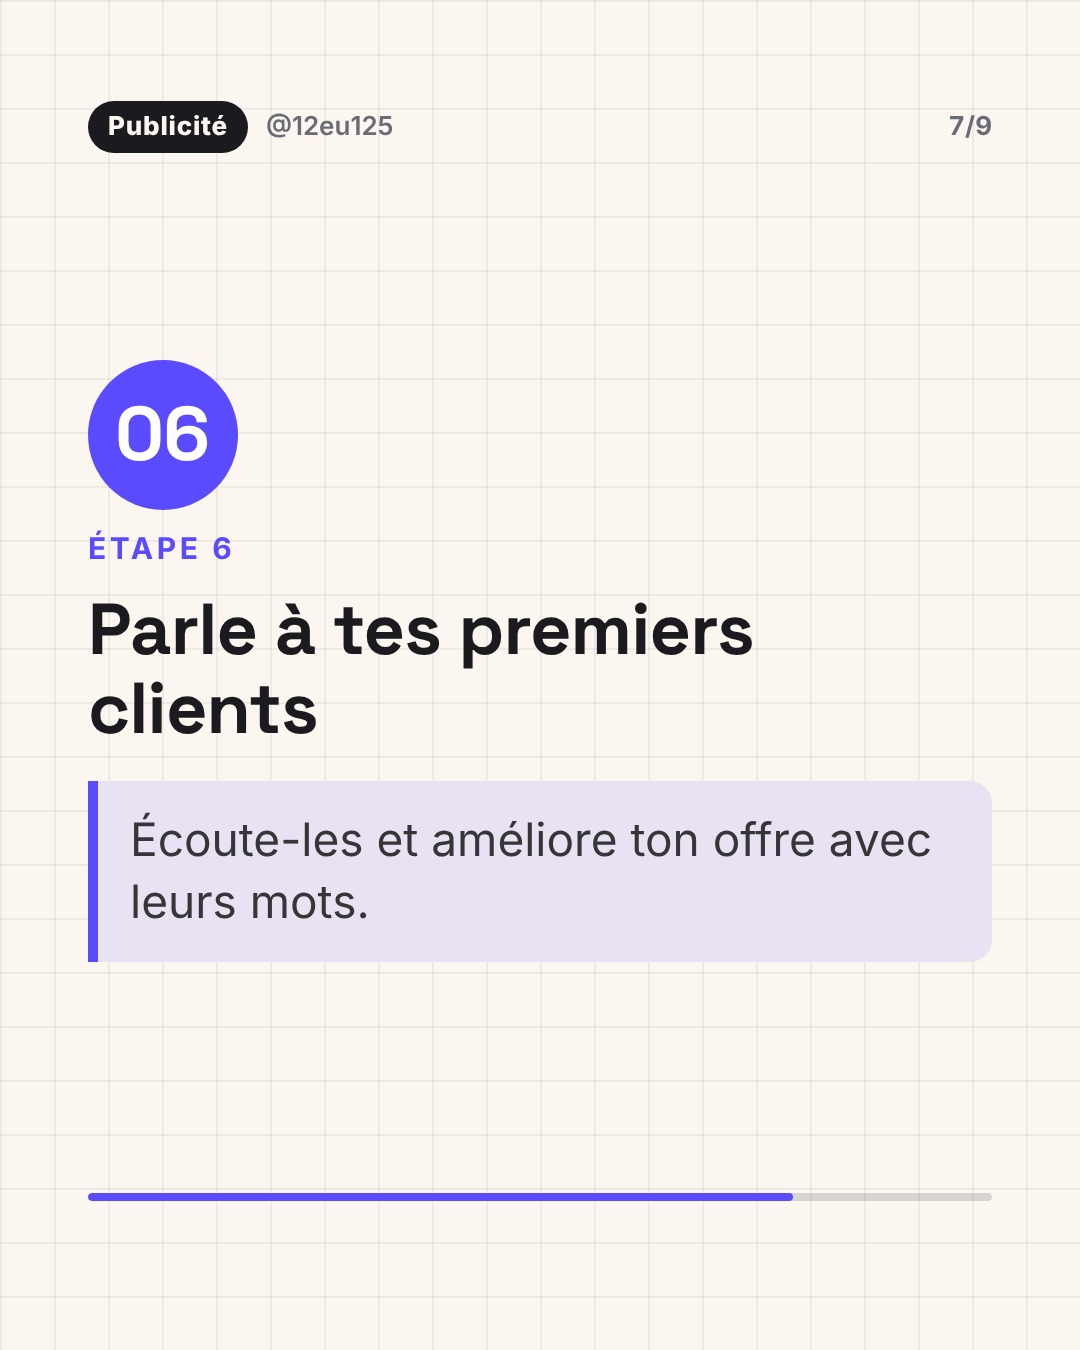 Publicité @12eu125 7/9
06
ÉTAPE 6
Parle à tes premiers
clients
Écoute-les et améliore ton offre avec
leurs mots.